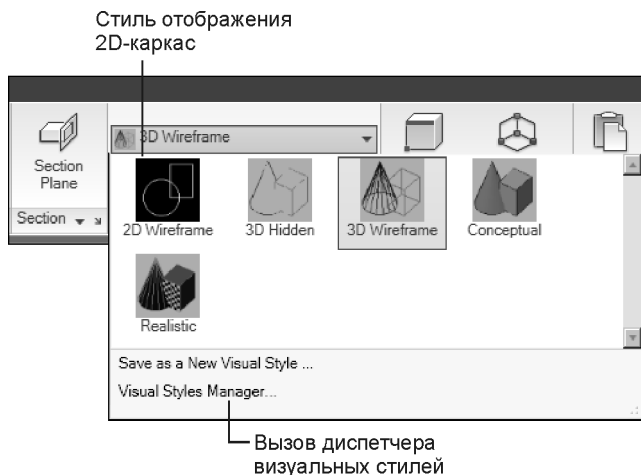 Стиль отображения
2D-каркас
3D Wireframe
Section
Plane
Section
2D Wireframe
3D Hidden
3D Wireframe
Conceptual
Realistic
Save as a New Visual Style ...
Visual Styles Manager...
Вызов диспетчера
визуальных стилей